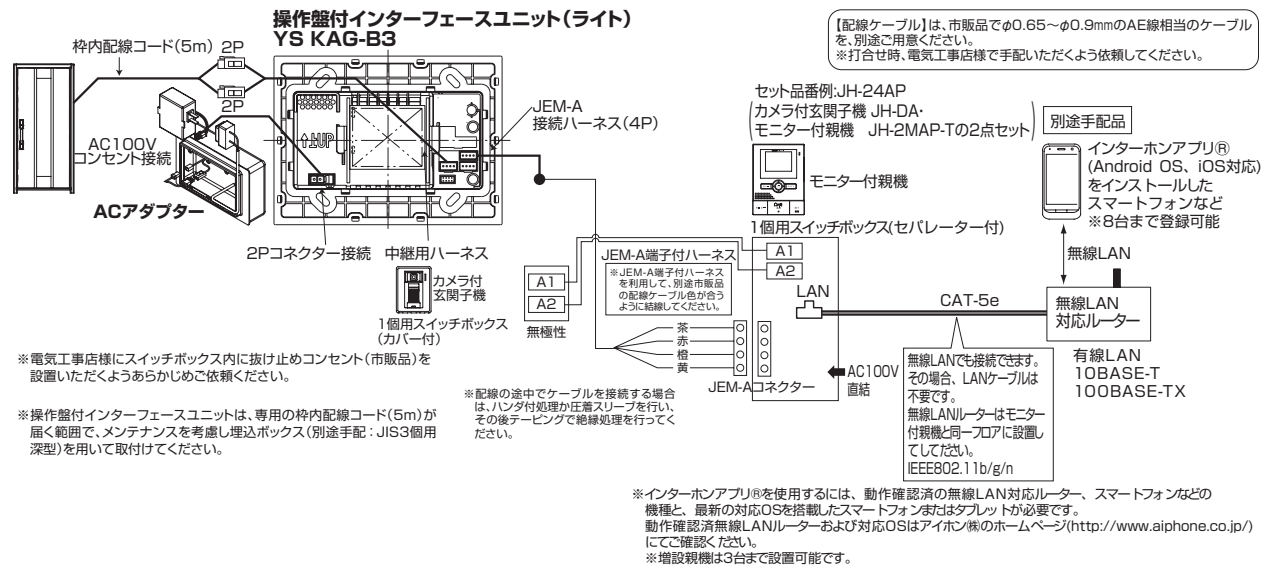 操作盤付インターフェースユニット（ライト）
YS KAG-B3
枠内配線コード（5m）
2P
2P
AC100V
コンセント接続
ACアダプター
⇧UP
JEM-A
接続ハーネス（4P）
2Pコネクター接続
中継用ハーネス
カメラ付
玄関子機
1個用スイッチボックス
（カバー付）
※電気工事店様にスイッチボックス内に抜け止めコンセント（市販品）を
設置いただくようあらかじめご依頼ください。
※操作盤付インターフェースユニットは、専用の枠内配線コード（5m）が
届く範囲で、メンテナンスを考慮し埋込ボックス（別途手配：JIS3個用
深型）を用いて取付けてください。
【配線ケーブル】は、市販品でφ0.65～φ0.9mmのAE線相当のケーブル
を、別途ご用意ください。
※打合せ時、電気工事店様で手配いただくよう依頼してください。
セット品番例:JH-24AP
カメラ付玄関子機 JH-DA・
モニター付親機 JH-2MAP-Tの2点セット
モニター付親機
別途手配品
インターホンアプリ®
(Android OS、iOS対応)
をインストールした
スマートフォンなど
※8台まで登録可能
1個用スイッチボックス(セパレーター付)
A1
A2
A1
A2
無極性
JEM-A端子付ハーネス
※JEM-A端子付ハーネス
を利用して、別途市販品
の配線ケーブル色が合う
ように結線してください。
茶
赤
橙
黄
JEM-Aコネクター
LAN
AC100V
直結
CAT-5e
無線LAN
無線LAN
対応ルーター
有線LAN
10BASE-T
100BASE-TX
無線LANでも接続できます。
その場合、LANケーブルは
不要です。
無線LANルーターはモニター
付親機と同一フロアに設置し
てしてださい。
IEEE802.11b/g/n
※配線の途中でケーブルを接続する場合
は、ハンダ付処理か圧着スリーブを行い、
その後テーピングで絶縁処理を行ってく
ださい。
※インターホンアプリ®を使用するには、動作確認済の無線LAN対応ルーター、スマートフォンなどの
機種と、最新の対応OSを搭載したスマートフォンまたはタブレットが必要です。
動作確認済無線LANルーターおよび対応OSはアイホン㈱のホームページ(http://www.aiphone.co.jp/)
にてご確認ください。
※増設親機は3台まで設置可能です。